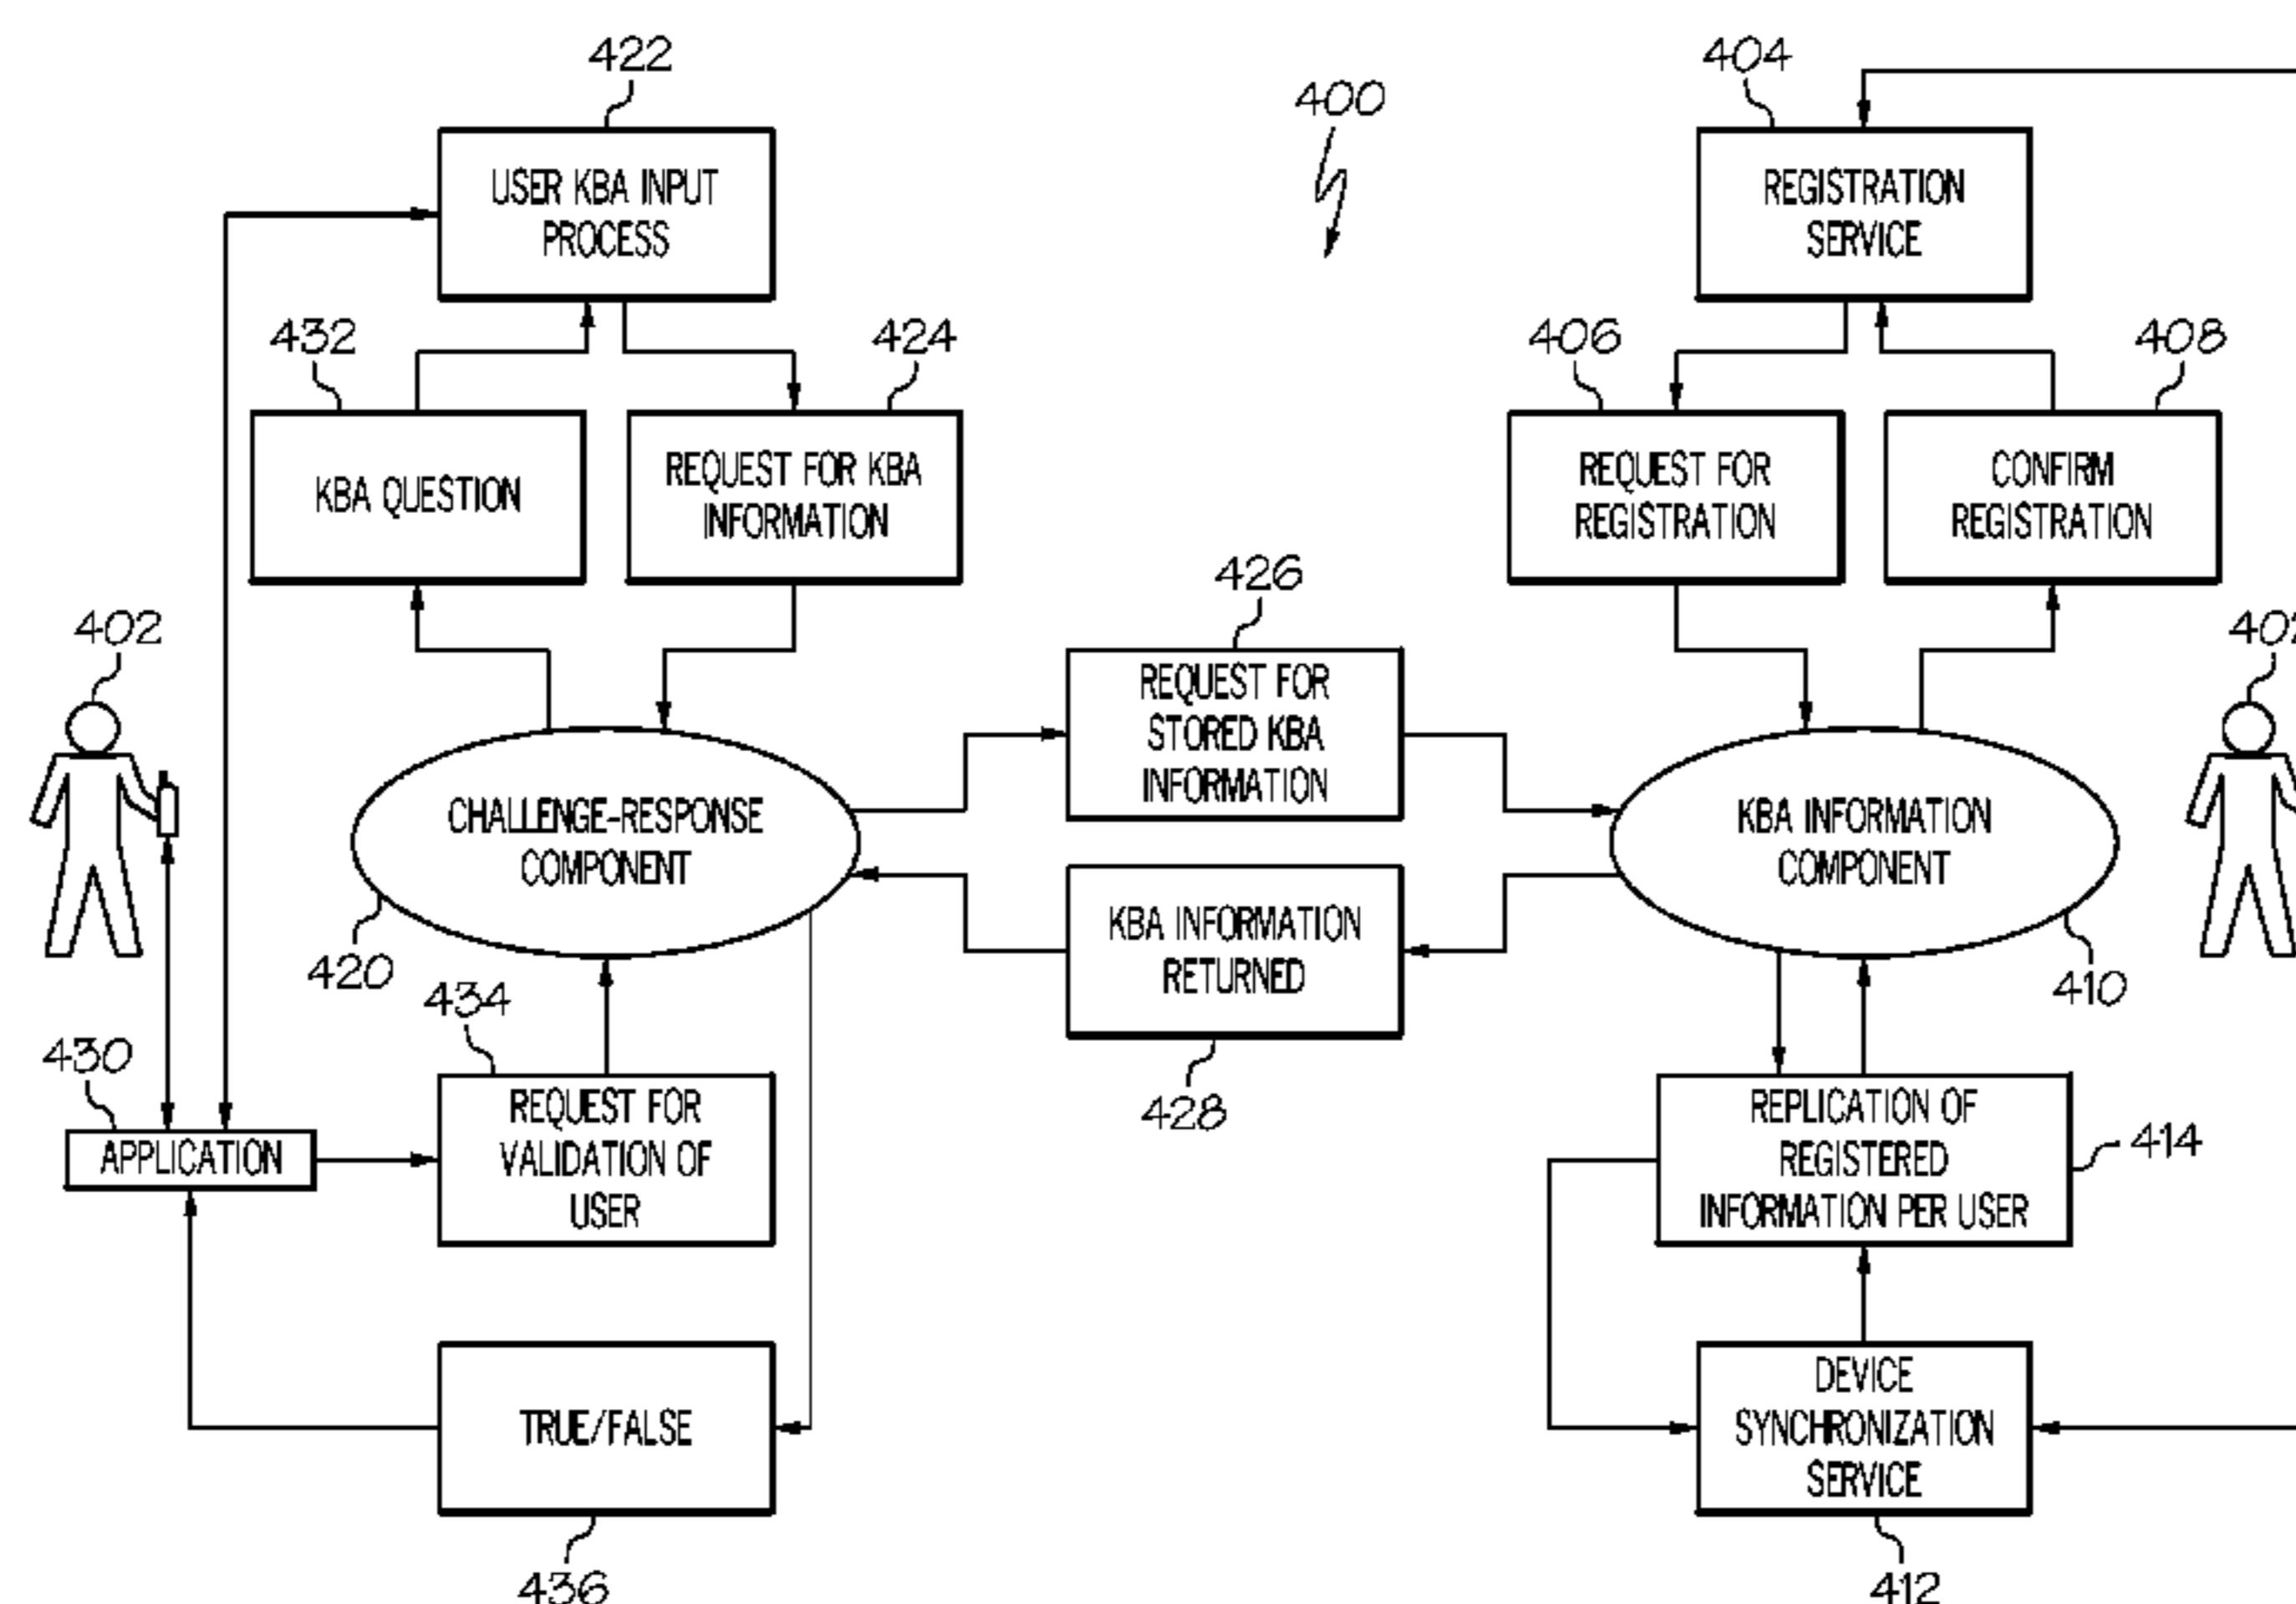 422
USER KBA INPUT
PROCESS
400
404
REGISTRATION
SERVICE
432
KBA QUESTION
424
REQUEST FOR KBA
INFORMATION
406
REQUEST FOR
REGISTRATION
408
CONFIRM
REGISTRATION
402
426
REQUEST FOR
STORED KBA
INFORMATION
402
CHALLENGE-RESPONSE
COMPONENT
420
KBA INFORMATION
COMPONENT
410
KBA INFORMATION
RETURNED
428
430
APPLICATION
434
REQUEST FOR
VALIDATION OF
USER
REPLICATION OF
REGISTERED
INFORMATION PER USER
414
TRUE/FALSE
436
DEVICE
SYNCHRONIZATION
SERVICE
412